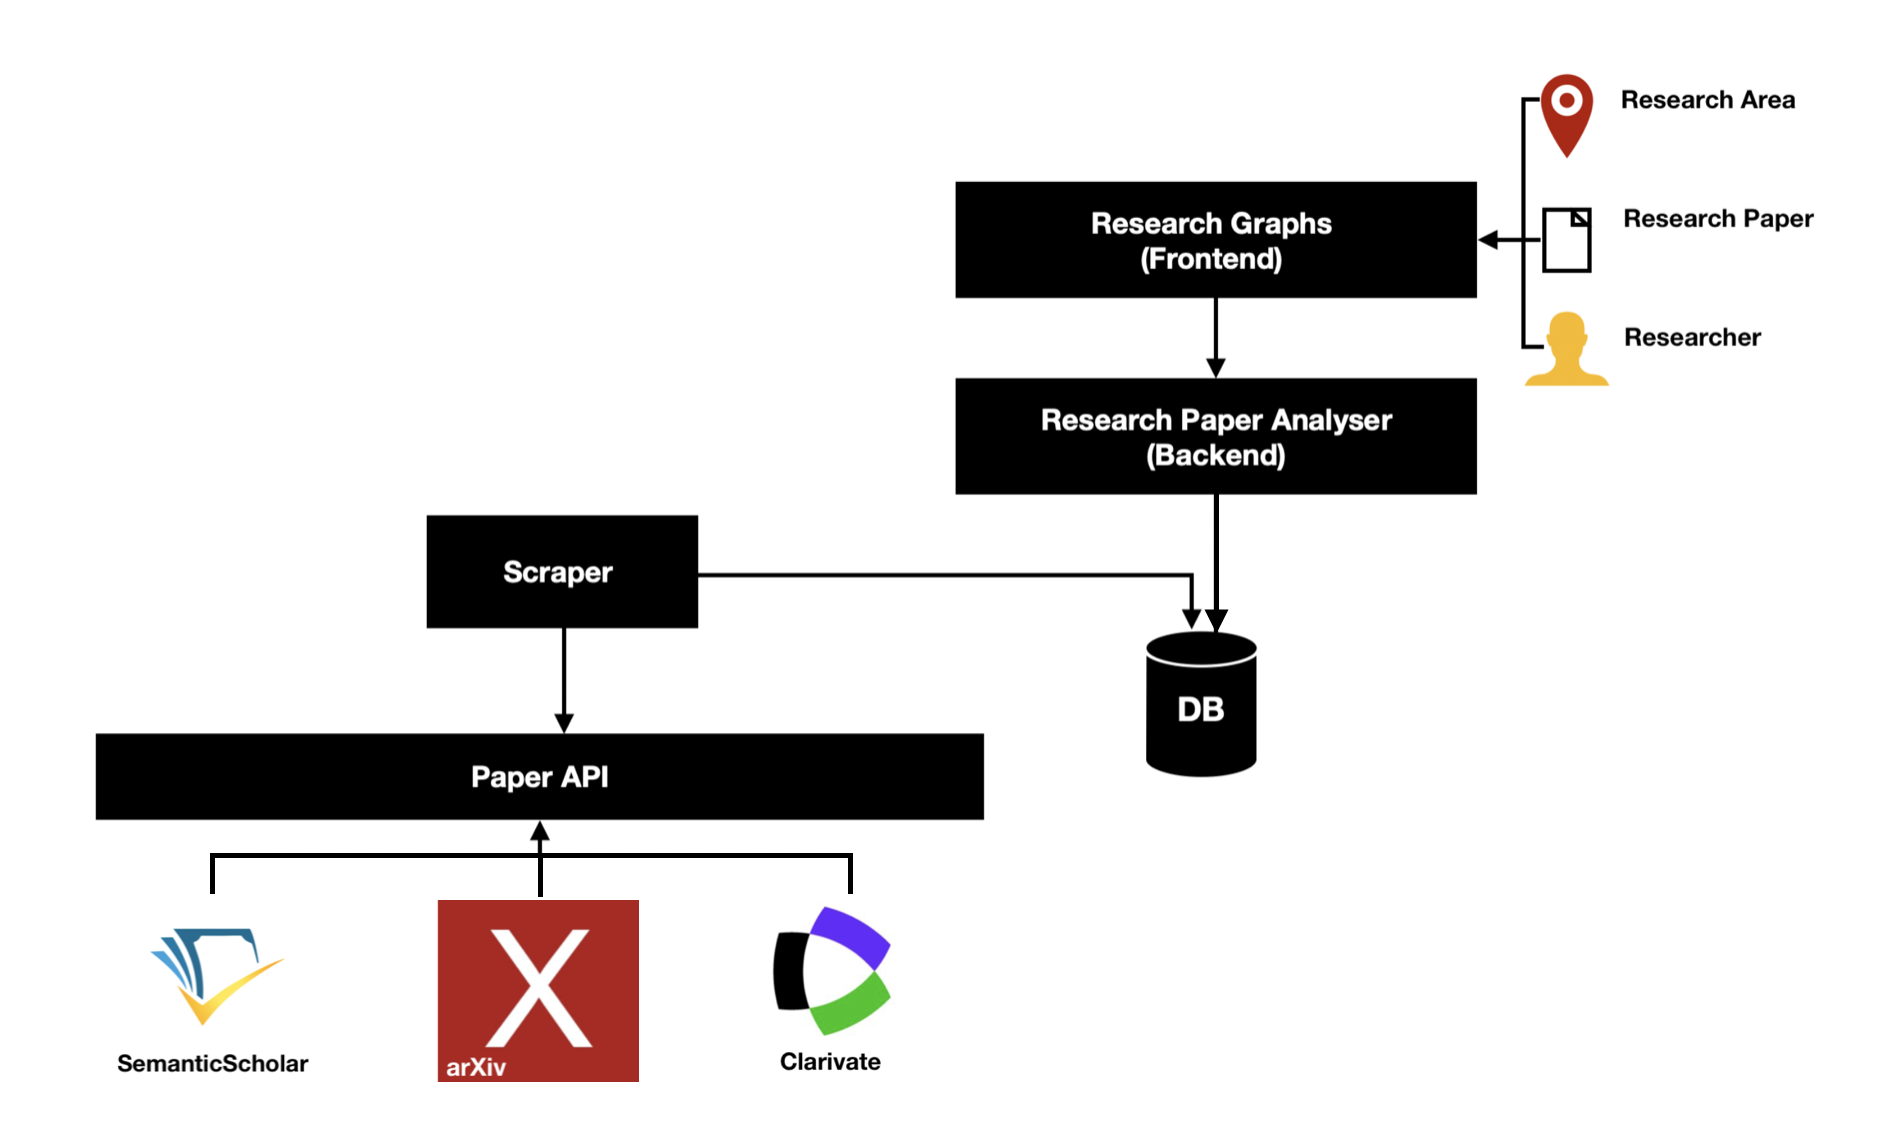 Research Area
Research Graphs
(Frontend)
Research Paper
Researcher
Research Paper Analyser
(Backend)
Scraper
DB
Paper API
SemanticScholar
arXiv
Clarivate